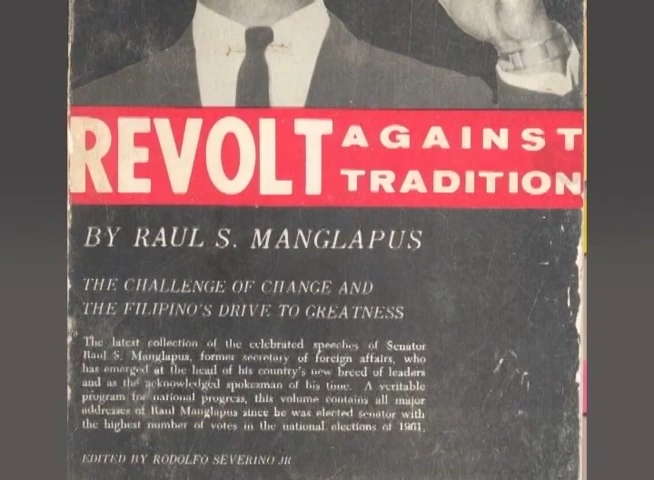 REVOLT AGAINST
TRADITION
BY RAUL S. MANGLAPUS
THE CHALLENGE OF CHANGE AND
THE FILIPINO'S DRIVE TO GREATNESS
The latest collection of the celebrated speeches of Senator
Raul S. Manglapus, former secretary of foreign affairs, who
has emerged at the head of his country's new breed of leaders
and as the acknowledged spokesman of his time. A veritable
program for national progress, this volume contains all major
addresses of Raul Manglapus since he was elected senator with
the highest number of votes in the national elections of 1961.
EDITED BY RODOLFO SEVERINO JR